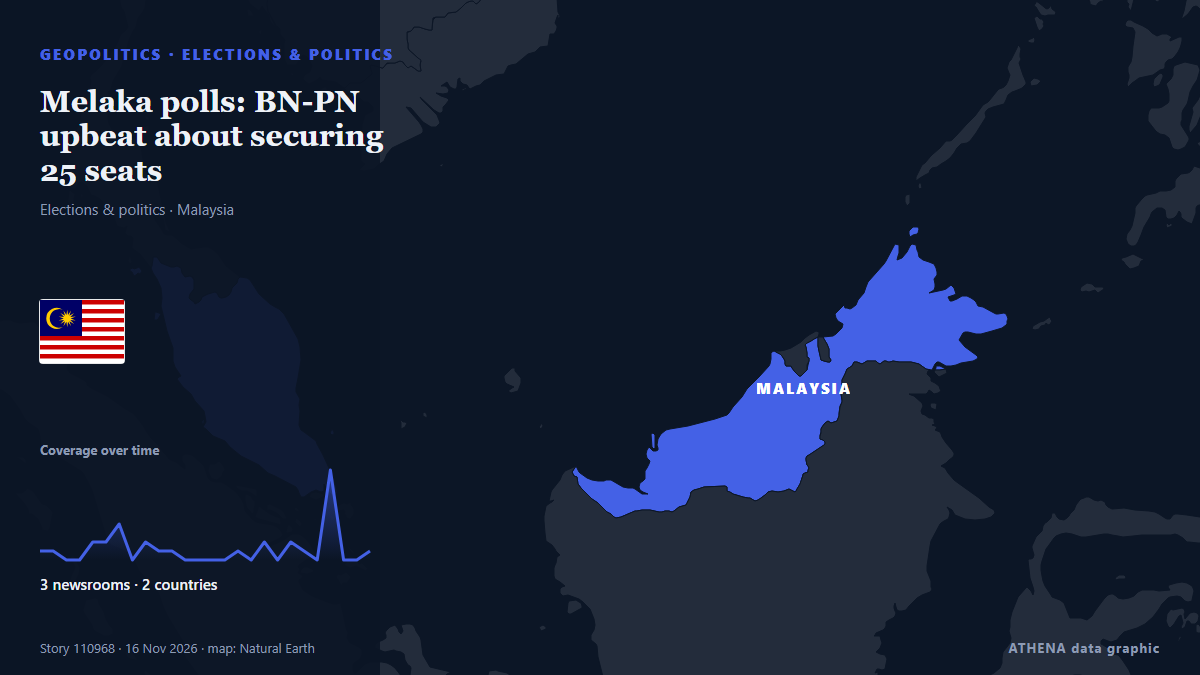 GEOPOLITICS · ELECTIONS & POLITICS
Melaka polls: BN-PN
upbeat about securing
25 seats
Elections & politics · Malaysia
MALAYSIA
Coverage over time
3 newsrooms · 2 countries
Story 110968 · 16 Nov 2026 · map: Natural Earth
ATHENA data graphic